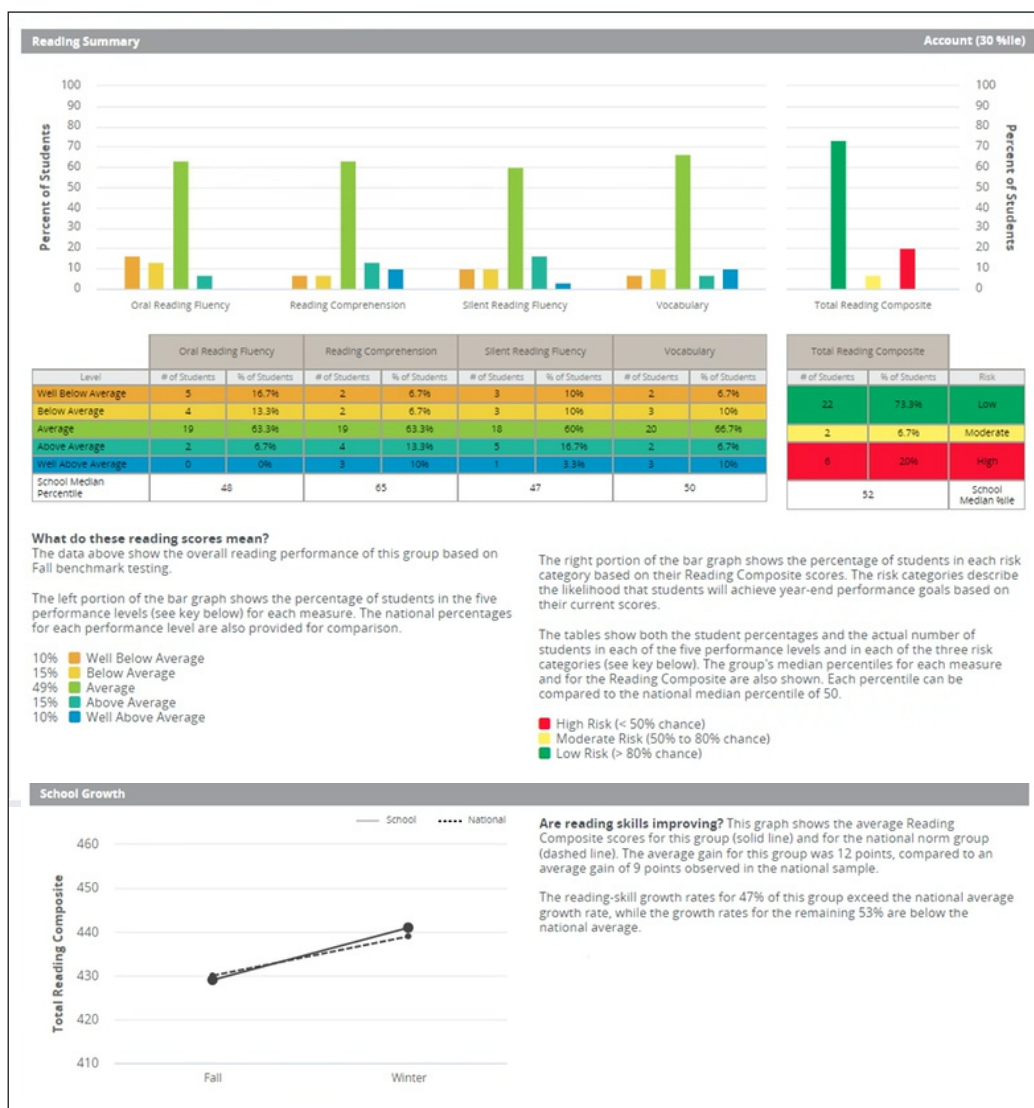 Reading Summary Account (30 %ile)
100 100
90 90
80 80
70 70
60 60
50 50
40 40
30 30
20 20
10 10
0 0
Percent of Students
Percent of Students
Oral Reading Fluency Reading Comprehension Silent Reading Fluency Vocabulary Total Reading Composite
Oral Reading Fluency Reading Comprehension Silent Reading Fluency Vocabulary Total Reading Composite
Level # of Students % of Students # of Students % of Students # of Students % of Students # of Students % of Students # of Students % of Students Risk
Well Below Average 5 16.7% 2 6.7% 3 10% 2 6.7% 22 73.3% Low
Below Average 4 13.3% 2 6.7% 3 10% 3 10%
Average 19 63.3% 19 63.3% 18 60% 20 66.7% 2 6.7% Moderate
Above Average 2 6.7% 4 13.3% 5 16.7% 2 6.7% 6 20% High
Well Above Average 0 0% 3 10% 1 3.3% 3 10%
School Median
Percentile 48 65 47 50 52 School
Median %ile
What do these reading scores mean?
The data above show the overall reading performance of this group based on
Fall benchmark testing.
The left portion of the bar graph shows the percentage of students in the five
performance levels (see key below) for each measure. The national percentages
for each performance level are also provided for comparison.
10% Well Below Average
15% Below Average
49% Average
15% Above Average
10% Well Above Average
The right portion of the bar graph shows the percentage of students in each risk
category based on their Reading Composite scores. The risk categories describe
the likelihood that students will achieve year-end performance goals based on
their current scores.
The tables show both the student percentages and the actual number of
students in each of the five performance levels and in each of the three risk
categories (see key below). The group's median percentiles for each measure
and for the Reading Composite are also shown. Each percentile can be
compared to the national median percentile of 50.
High Risk (< 50% chance)
Moderate Risk (50% to 80% chance)
Low Risk (> 80% chance)
School Growth
School National
460
450
440
430
420
410
Total Reading Composite
Fall Winter
Are reading skills improving? This graph shows the average Reading
Composite scores for this group (solid line) and for the national norm group
(dashed line). The average gain for this group was 12 points, compared to an
average gain of 9 points observed in the national sample.
The reading-skill growth rates for 47% of this group exceed the national average
growth rate, while the growth rates for the remaining 53% are below the
national average.